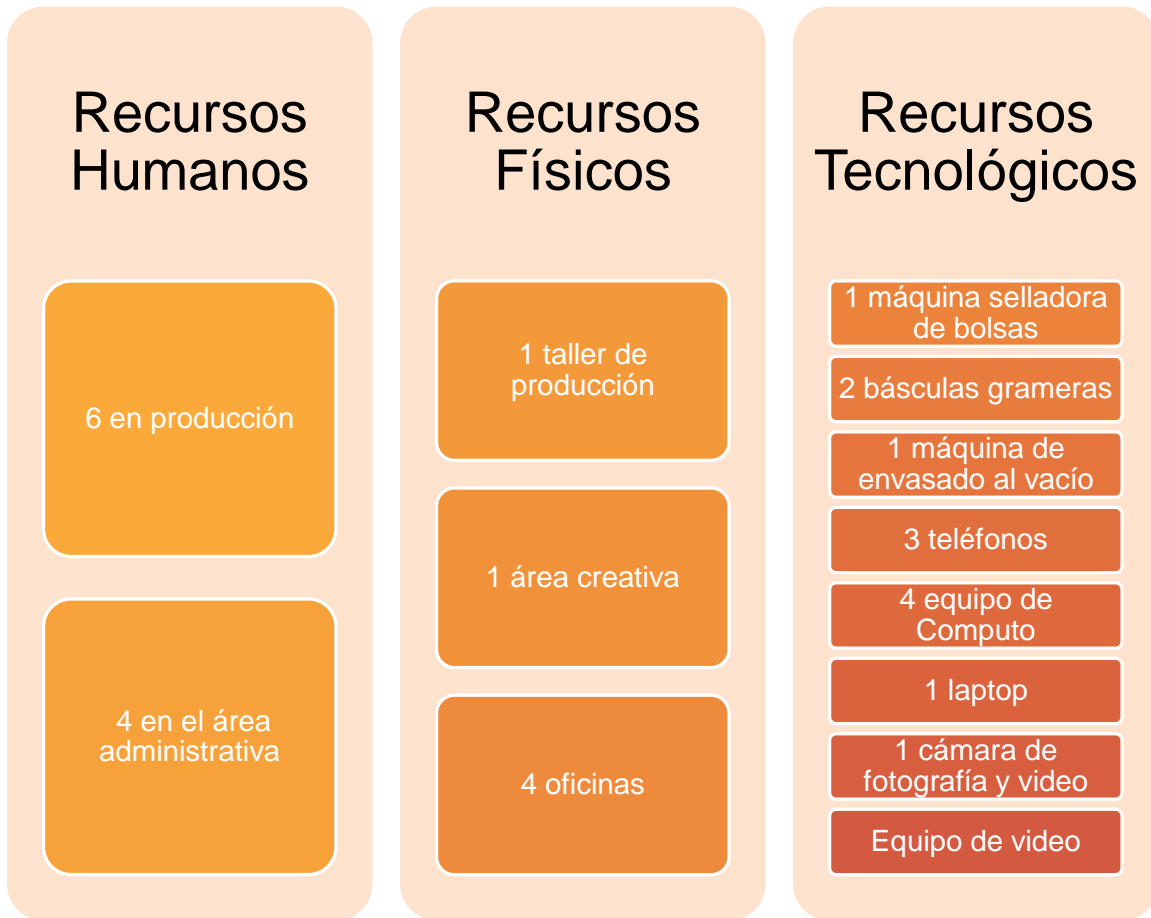 Recursos
Humanos
6 en producción
4 en el área
administrativa
Recursos
Físicos
1 taller de
producción
1 área creativa
4 oficinas
Recursos
Tecnológicos
1 máquina selladora
de bolsas
2 básculas grameras
1 máquina de
envasado al vacío
3 teléfonos
4 equipo de
Computo
1 laptop
1 cámara de
fotografía y video
Equipo de video